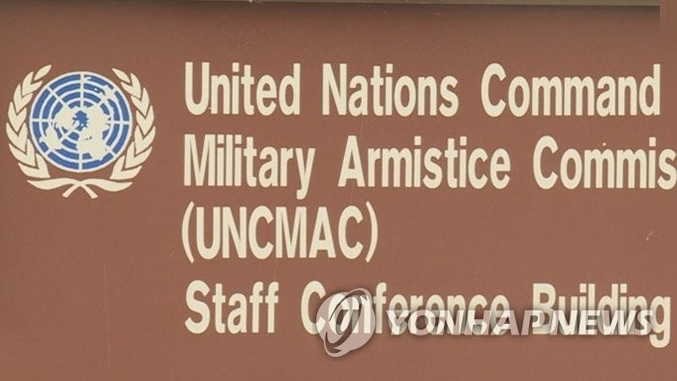 United Nations Command
Military Armistice Commis
(UNCMAC)
Staff Conference Building
YONHAP NEWS